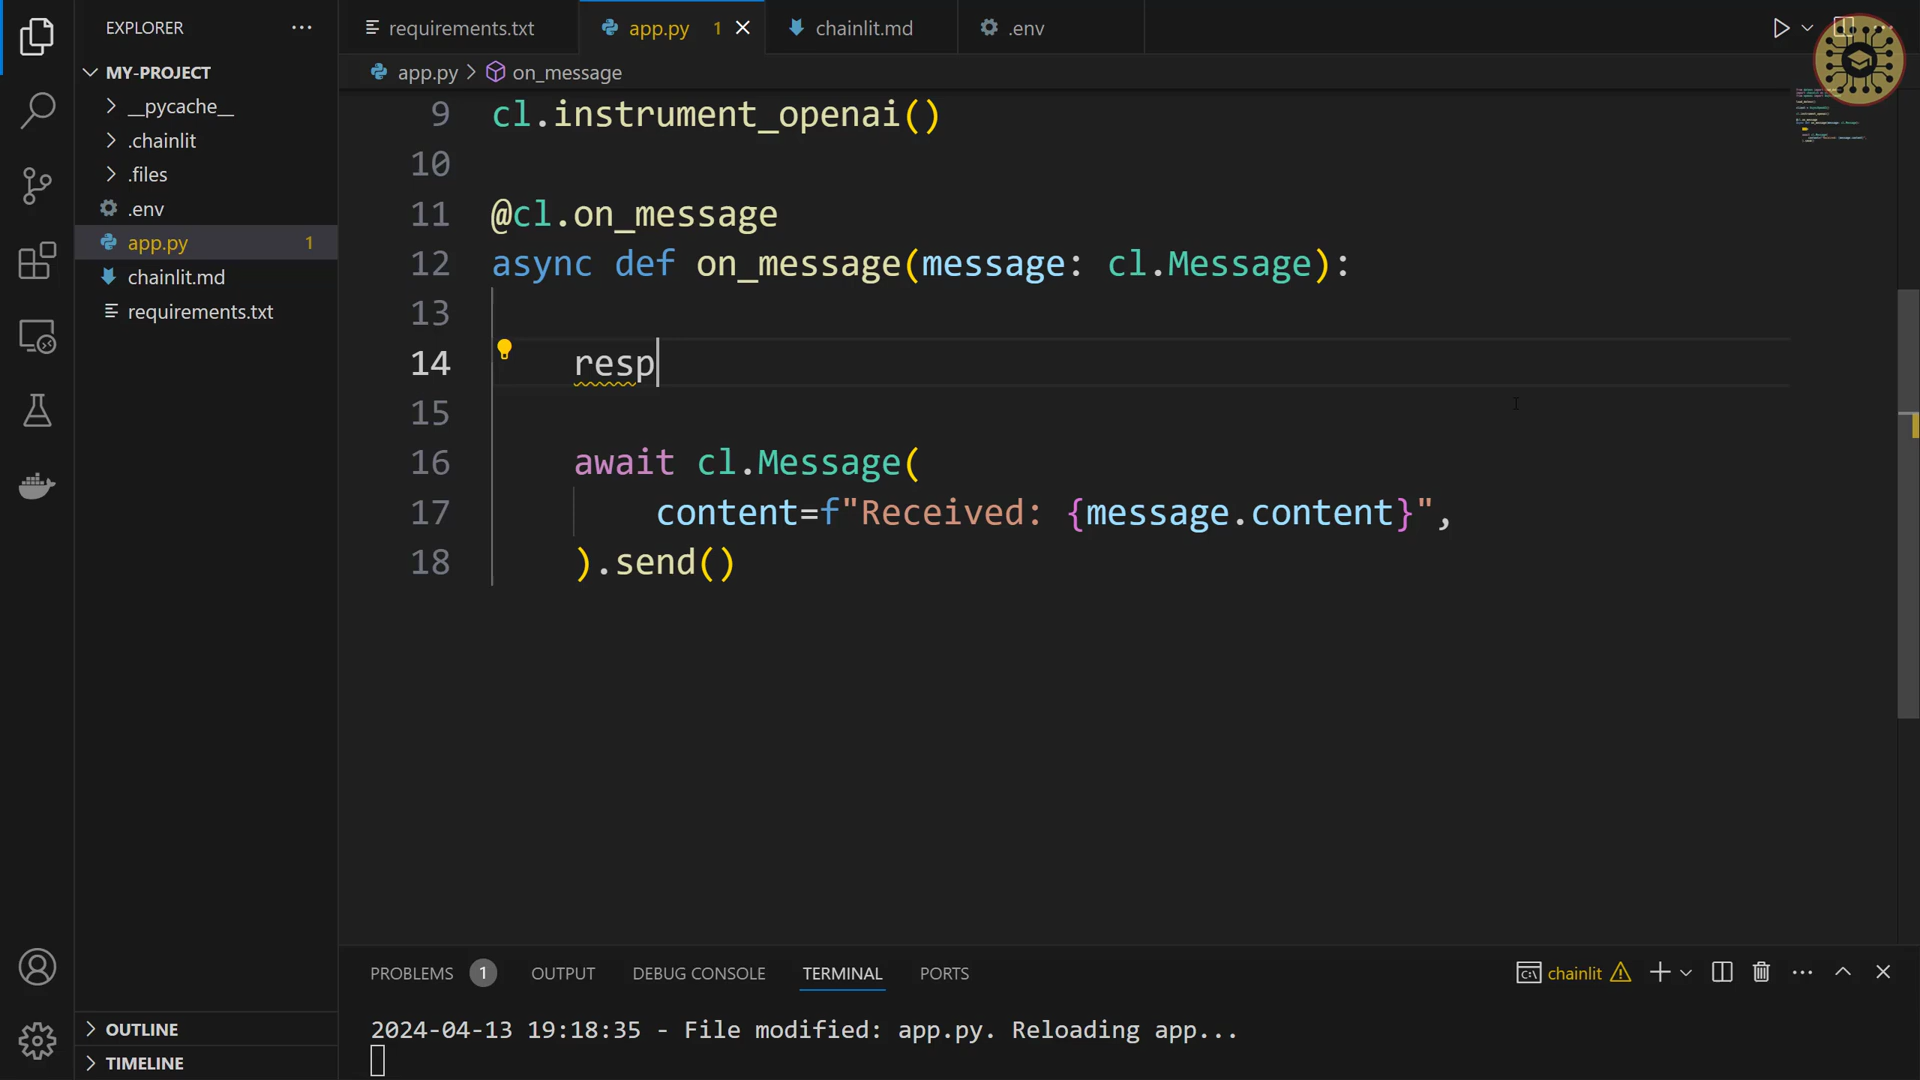 EXPLORER
MY-PROJECT
__pycache__
.chainlit
.files
.env
app.py 1
chainlit.md
requirements.txt
OUTLINE
TIMELINE
requirements.txt
app.py 1
chainlit.md
.env
app.py > on_message
9 cl.instrument_openai()
10
11 @cl.on_message
12 async def on_message(message: cl.Message):
13
14 resp
15
16 await cl.Message(
17 content=f"Received: {message.content}",
18 ).send()
PROBLEMS 1 OUTPUT DEBUG CONSOLE TERMINAL PORTS
chainlit
2024-04-13 19:18:35 - File modified: app.py. Reloading app...